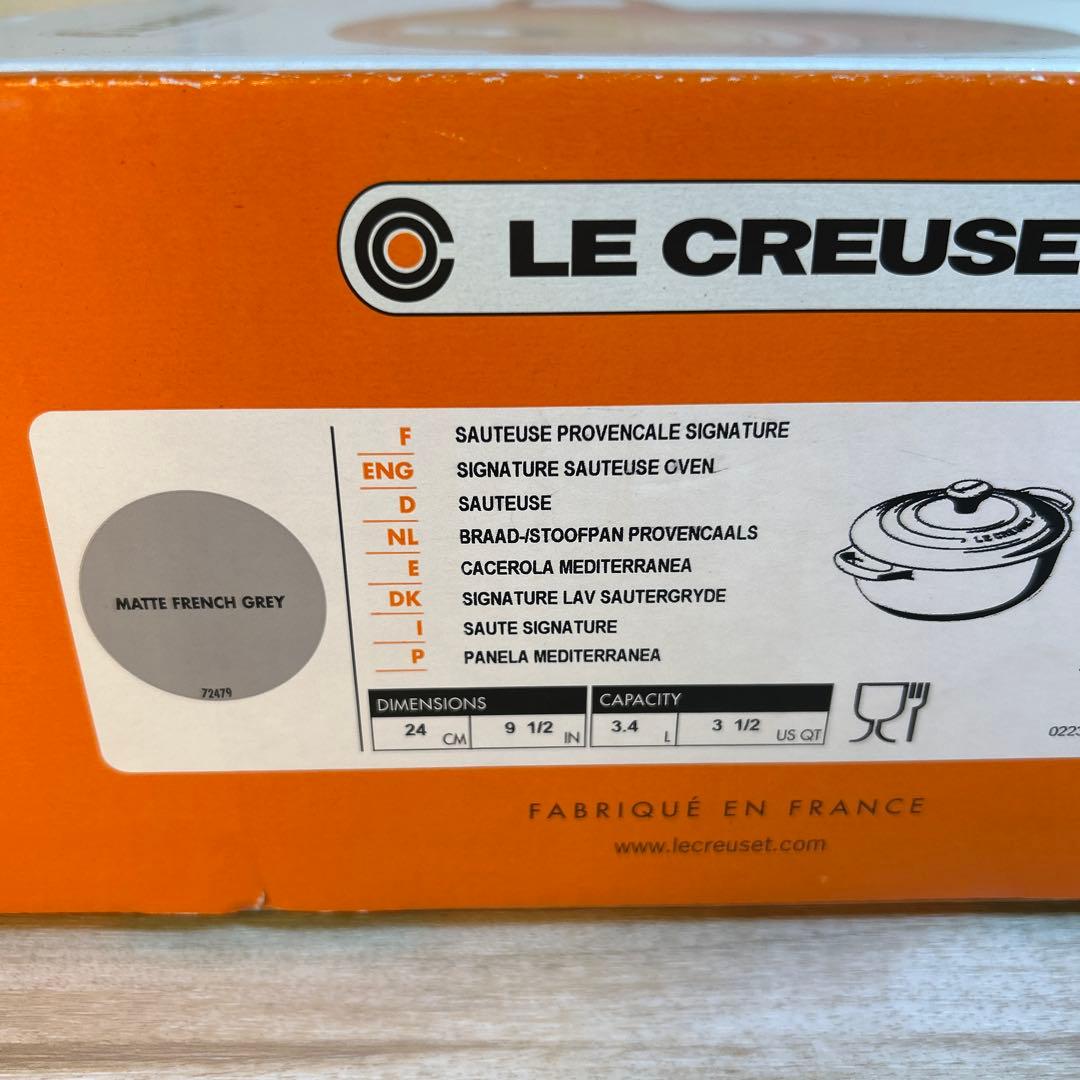 LE CREUSE
MATTE FRENCH GREY
72479
F SAUTEUSE PROVENCALE SIGNATURE
ENG SIGNATURE SAUTEUSE OVEN
D SAUTEUSE
NL BRAAD-/STOOFPAN PROVENCAALS
E CACEROLA MEDITERRANEA
DK SIGNATURE LAV SAUTERGRYDE
I SAUTE SIGNATURE
P PANELA MEDITERRANEA
LE CREUSET
DIMENSIONS CAPACITY
24 CM 9 1/2 IN 3.4 L 3 1/2 US QT
022
FABRIQUÉ EN FRANCE
www.lecreuset.com